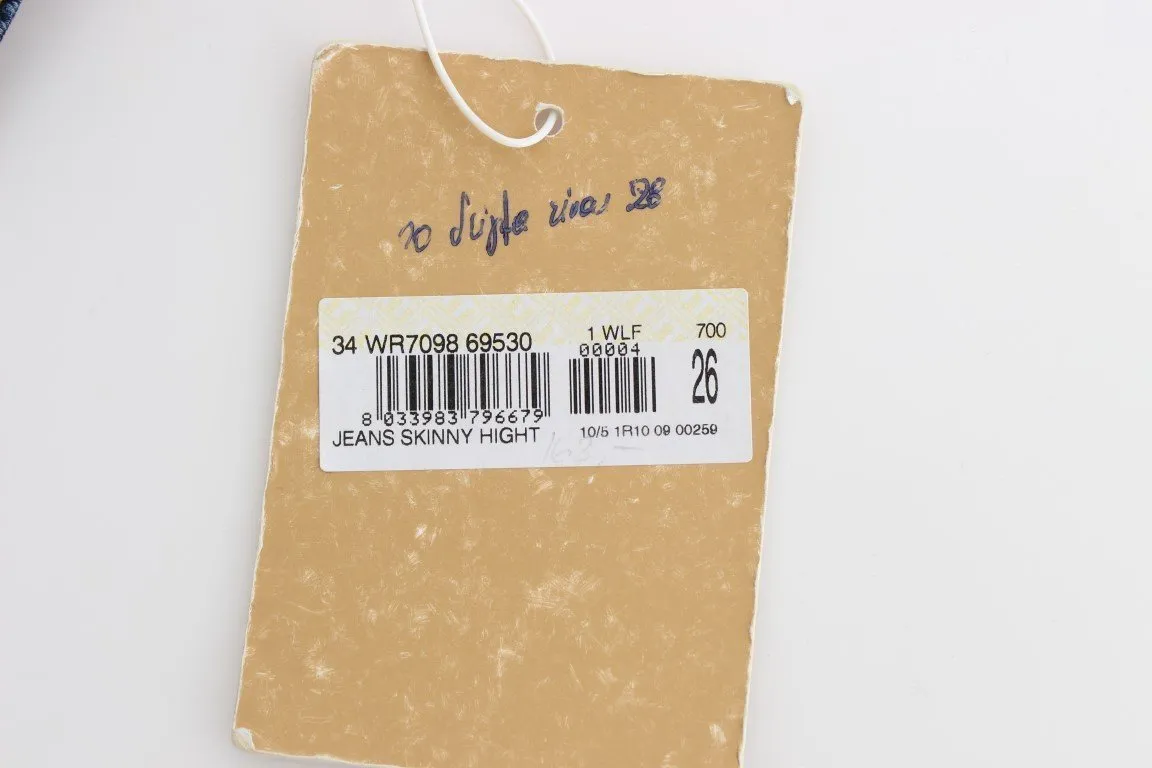 28
34 WR7098 69530
1 WLF
700
00004
26
8 033983 796679
JEANS SKINNY HIGHT
10/5 1R10 09 00259